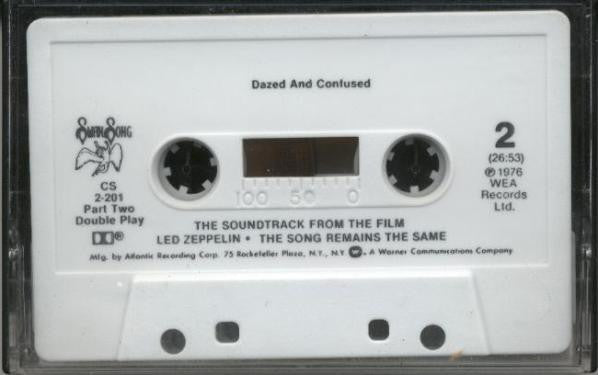 Dazed And Confused
SWAN SONG
CS
2-201
Part Two
Double Play
2
(26:53)
℗ 1976
WEA
Records
Ltd.
100 50 0
THE SOUNDTRACK FROM THE FILM
LED ZEPPELIN • THE SONG REMAINS THE SAME
Mfg. by Atlantic Recording Corp. 75 Rockefeller Plaza, N.Y., N.Y. W. A Warner Communications Company